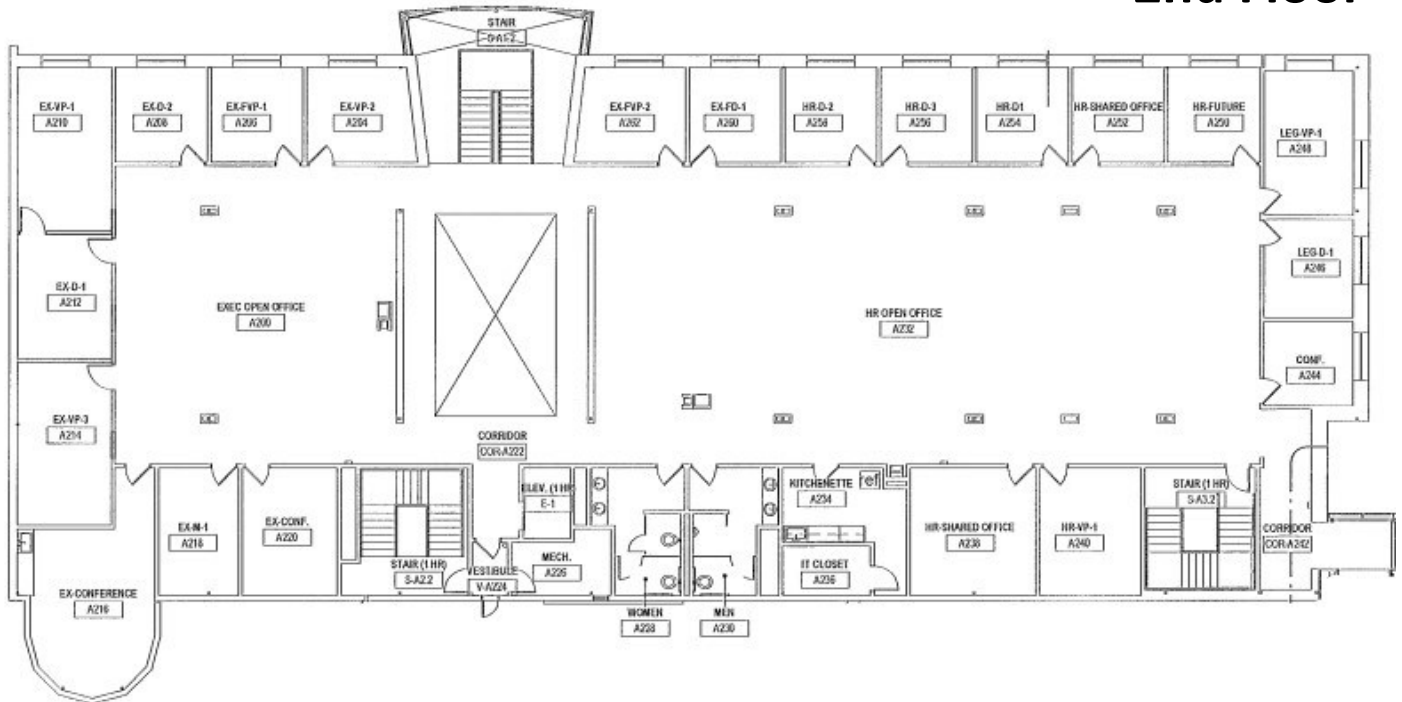 2nd Floor
STAIR
S-A1.2
EX-VP-1
A210
EX-D-2
A208
EX-FVP-1
A206
EX-VP-2
A204
EX-FVP-2
A262
EX-FD-1
A260
HR-D-2
A258
HR-D-3
A256
HR-D1
A254
HR-SHARED OFFICE
A252
HR-FUTURE
A250
LEG-VP-1
A248
LEG-D-1
A246
EX-D-1
A212
EXEC OPEN OFFICE
A200
HR OPEN OFFICE
A232
CONF.
A244
EX-VP-3
A214
CORRIDOR
COR-A222
EX-M-1
A218
EX-CONF.
A220
ELEV. (1 HR)
E-1
KITCHENETTE
A234
ref
STAIR (1 HR)
S-A3.2
HR-SHARED OFFICE
A238
HR-VP-1
A240
CORRIDOR
COR-A242
STAIR (1 HR)
S-A2.2
VESTIBULE
V-A224
MECH.
A226
IT CLOSET
A236
EX-CONFERENCE
A216
WOMEN
A228
MEN
A230